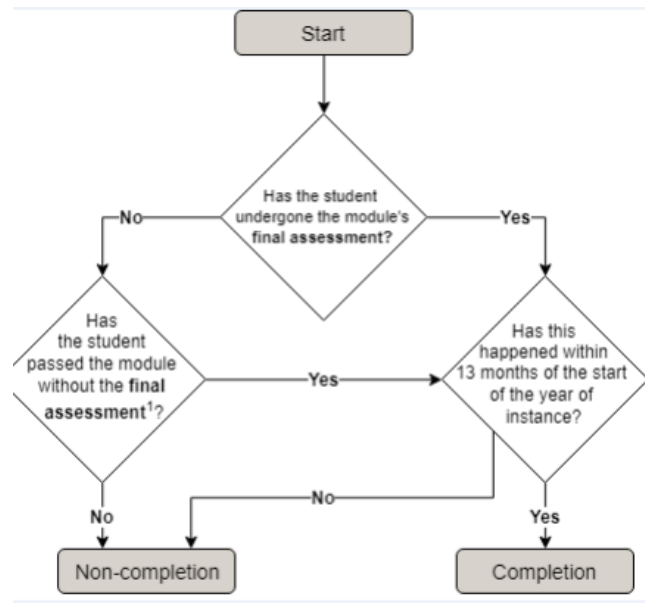 Start
Has the student
undergone the module's
final assessment?
No
Yes
Has
the student
passed the module
without the final
assessment¹?
Yes
Has this
happened within
13 months of the start
of the year of
instance?
No
No
Yes
Non-completion
Completion